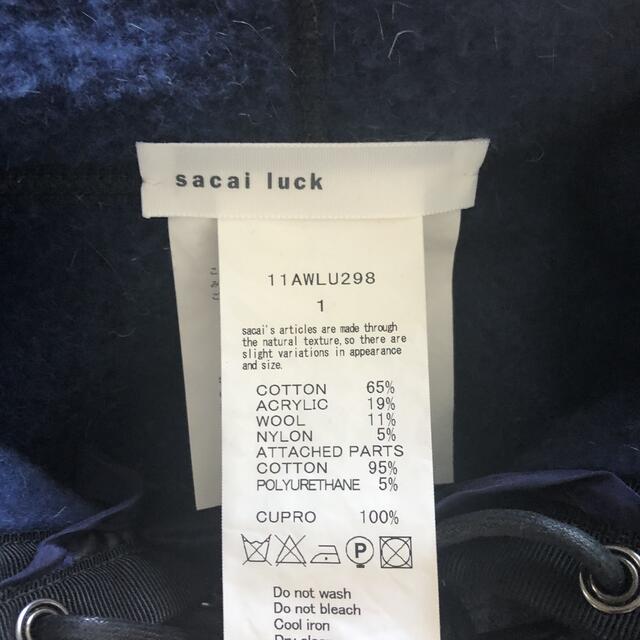 sacai luck
11AWLU298
1
sacai's articles are made through
the natural texture, so there are
slight variations in appearance
and size.
COTTON 65%
ACRYLIC 19%
WOOL 11%
NYLON 5%
ATTACHED PARTS
COTTON 95%
POLYURETHANE 5%
CUPRO 100%
P
Do not wash
Do not bleach
Cool iron